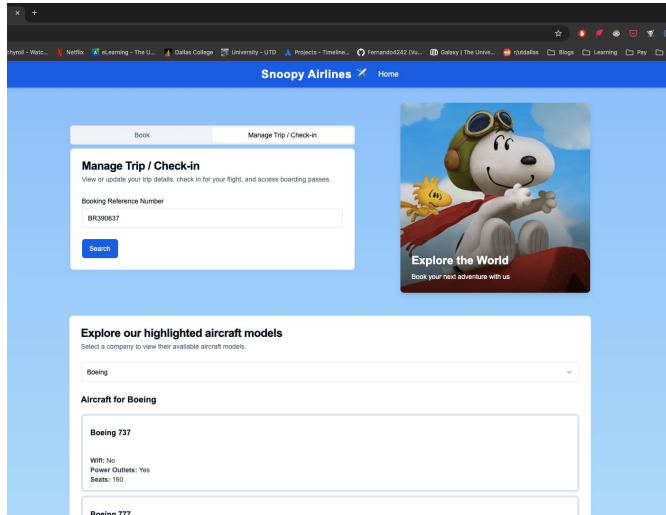 × +
chymll - Watc... Netflix eLearning - The U... Dallas College University - UTD Projects - Timeline... Fernando4242 (Vu... Galaxy | The Unive... r/utdallas Blogs Learning Pay
Snoopy Airlines Home
Book Manage Trip / Check-in
Manage Trip / Check-in
View or update your trip details, check in for your flight, and access boarding passes.
Booking Reference Number
BR390637
Search
Explore the World
Book your next adventure with us
Explore our highlighted aircraft models
Select a company to view their avaliable aircraft models.
Boeing
Aircraft for Boeing
Boeing 737
Wifi: No
Power Outlets: Yes
Seats: 160
Boeing 777